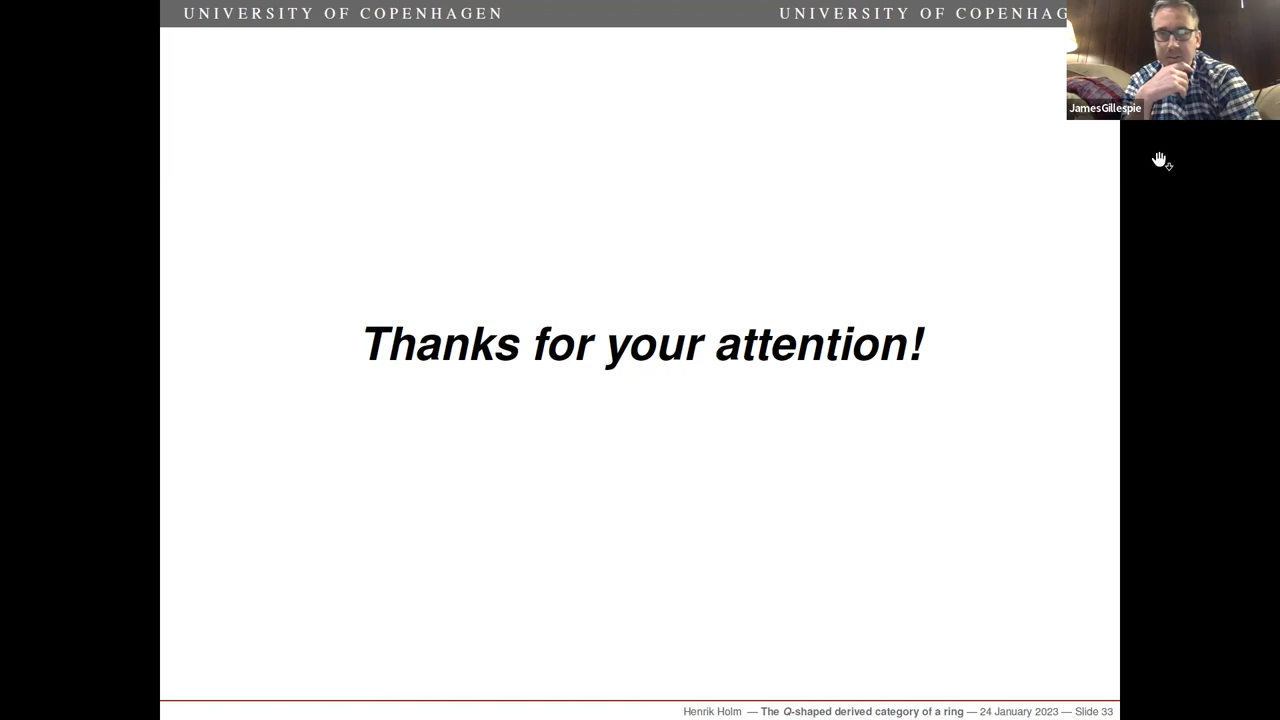 UNIVERSITY OF COPENHAGEN
UNIVERSITY OF COPENHAG
JamesGillespie
Thanks for your attention!
Henrik Holm — The Q-shaped derived category of a ring — 24 January 2023 — Slide 33